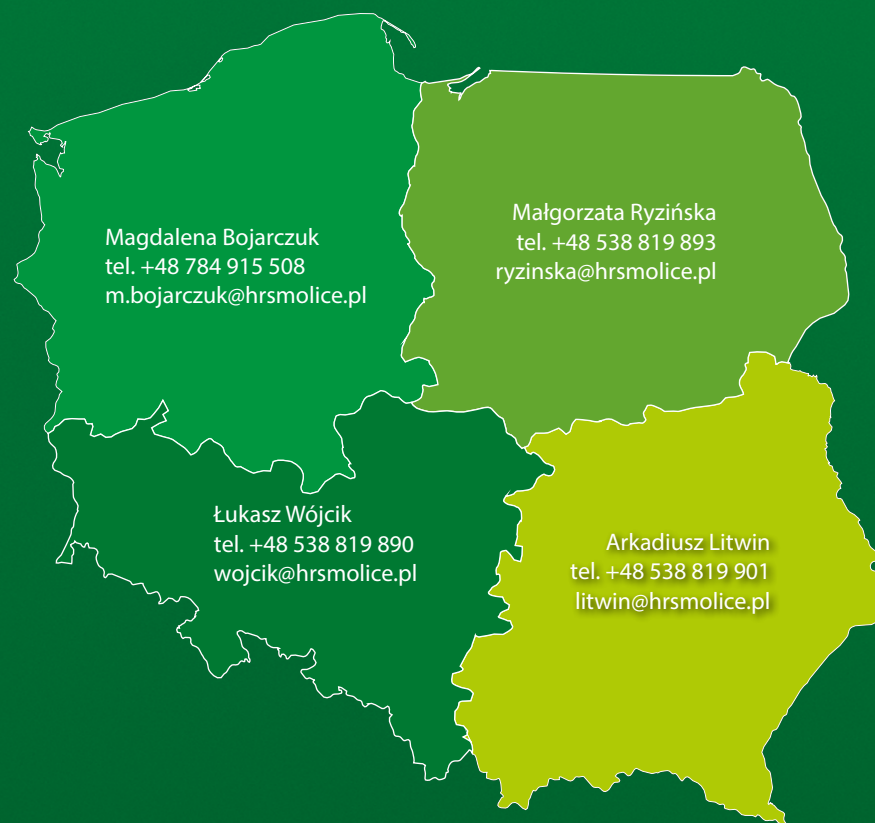 Magdalena Bojarczuk
tel. +48 784 915 508
m.bojarczuk@hrsmolice.pl
Małgorzata Ryzińska
tel. +48 538 819 893
ryzinska@hrsmolice.pl
Łukasz Wójcik
tel. +48 538 819 890
wojcik@hrsmolice.pl
Arkadiusz Litwin
tel. +48 538 819 901
litwin@hrsmolice.pl